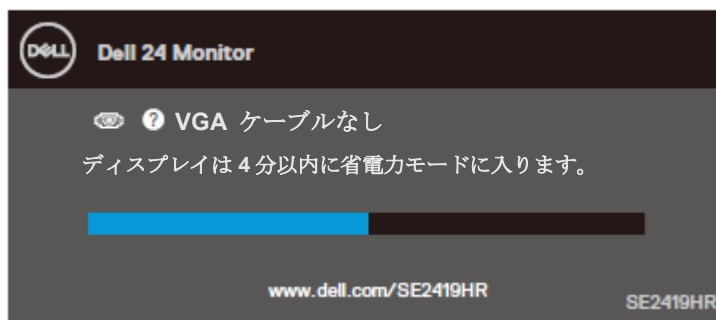 DELL
Dell 24 Monitor
? VGA ケーブルなし
ディスプレイは 4 分以内に省電力モードに入ります。
www.dell.com/SE2419HR
SE2419HR